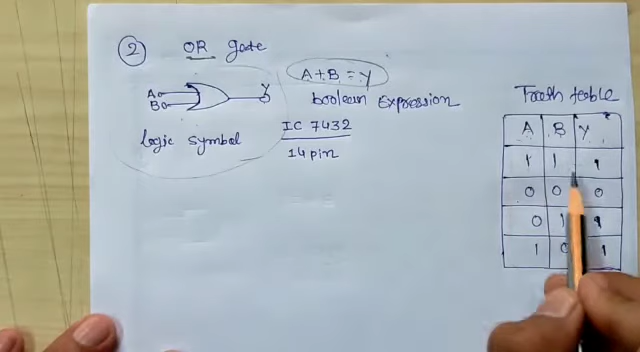 2 OR gate
A + B = Y
A
B
Y
boolean Expression
logic symbol
IC 7432
14 pin
Truth table
A B Y
1 1 1
0 0 0
0 1 1
1 0 1